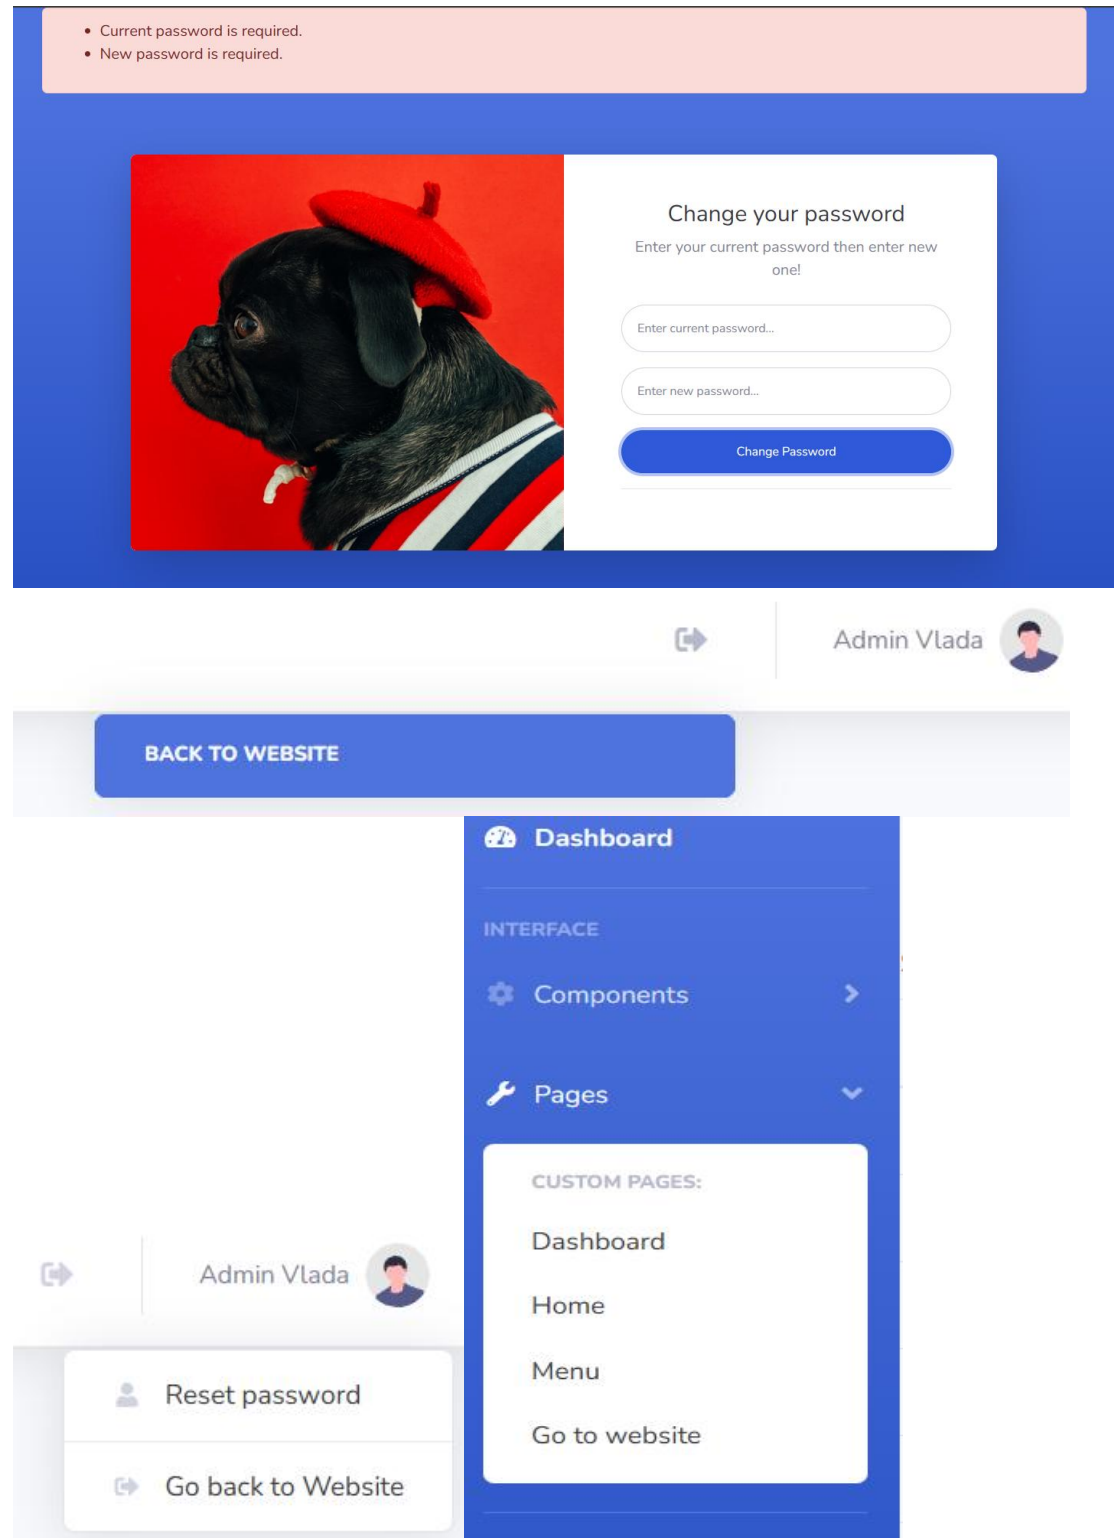 Current password is required.
New password is required.
Change your password
Enter your current password then enter new
one!
Enter current password...
Enter new password...
Change Password
Admin Vlada
BACK TO WEBSITE
Dashboard
INTERFACE
Components
Pages
CUSTOM PAGES:
Dashboard
Home
Menu
Go to website
Admin Vlada
Reset password
Go back to Website